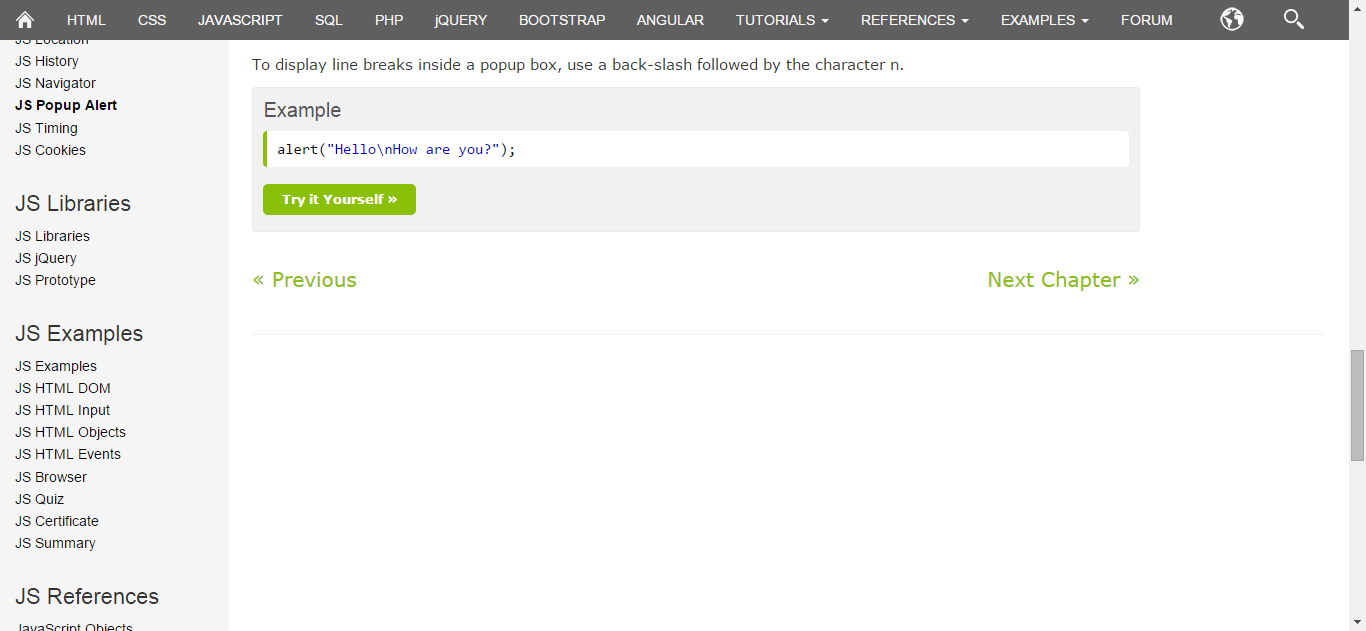 HTML CSS JAVASCRIPT SQL PHP jQUERY BOOTSTRAP ANGULAR TUTORIALS REFERENCES EXAMPLES FORUM
JS Location
JS History
JS Navigator
JS Popup Alert
JS Timing
JS Cookies
JS Libraries
JS Libraries
JS jQuery
JS Prototype
JS Examples
JS Examples
JS HTML DOM
JS HTML Input
JS HTML Objects
JS HTML Events
JS Browser
JS Quiz
JS Certificate
JS Summary
JS References
JavaScript Objects
To display line breaks inside a popup box, use a back-slash followed by the character n.
Example
alert("Hello\nHow are you?");
Try it Yourself »
« Previous
Next Chapter »